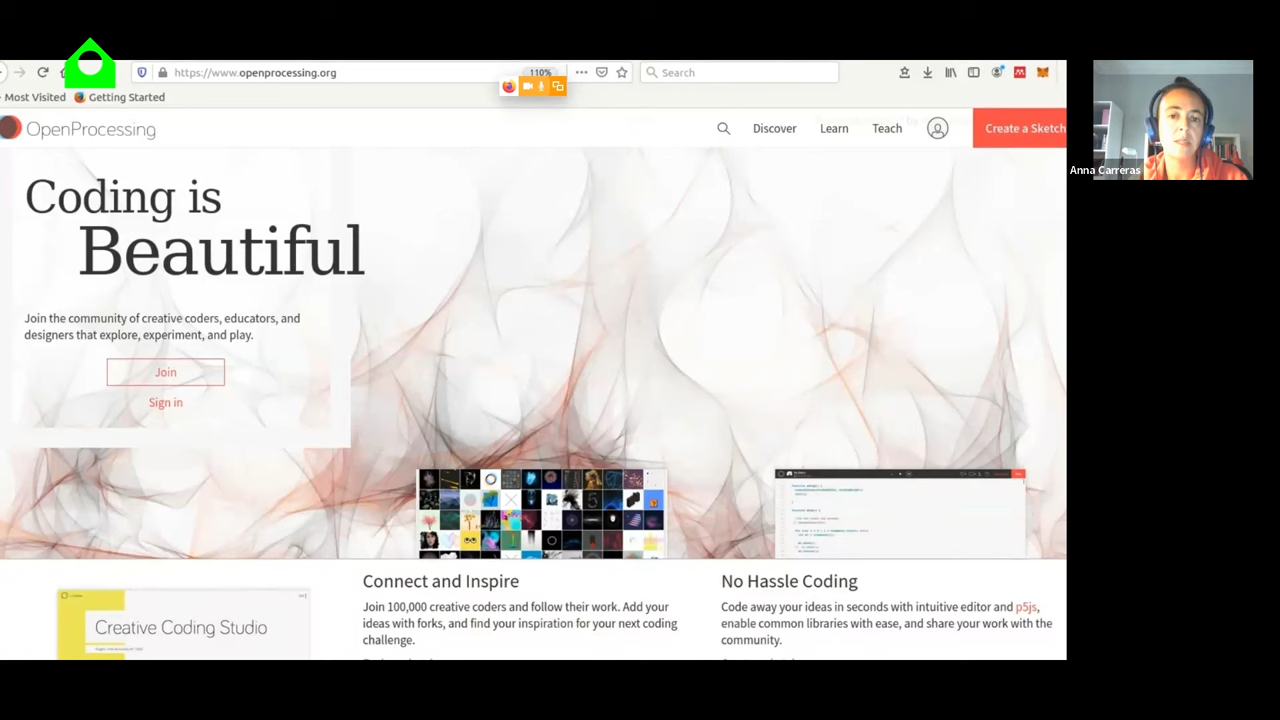 https://www.openprocessing.org
110%
Search
Most Visited
Getting Started
OpenProcessing
Discover
Learn
Teach
Create a Sketch
Anna Carreras
Coding is
Beautiful
Join the community of creative coders, educators, and
designers that explore, experiment, and play.
Join
Sign in
Creative Coding Studio
Connect and Inspire
Join 100,000 creative coders and follow their work. Add your
ideas with forks, and find your inspiration for your next coding
challenge.
No Hassle Coding
Code away your ideas in seconds with intuitive editor and p5js,
enable common libraries with ease, and share your work with the
community.